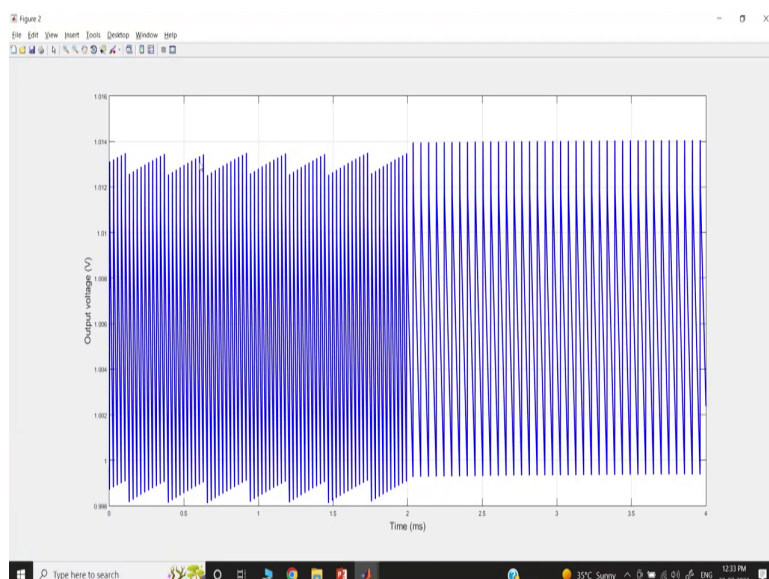 Figure 2
File Edit View Insert Tools Desktop Window Help
1.016
1.014
1.012
1.01
1.008
1.006
1.004
1.002
1
0.998
Output voltage (V)
0 0.5 1 1.5 2 2.5 3 3.5 4
Time (ms)
Type here to search
35°C Sunny
ENG
12:33 PM